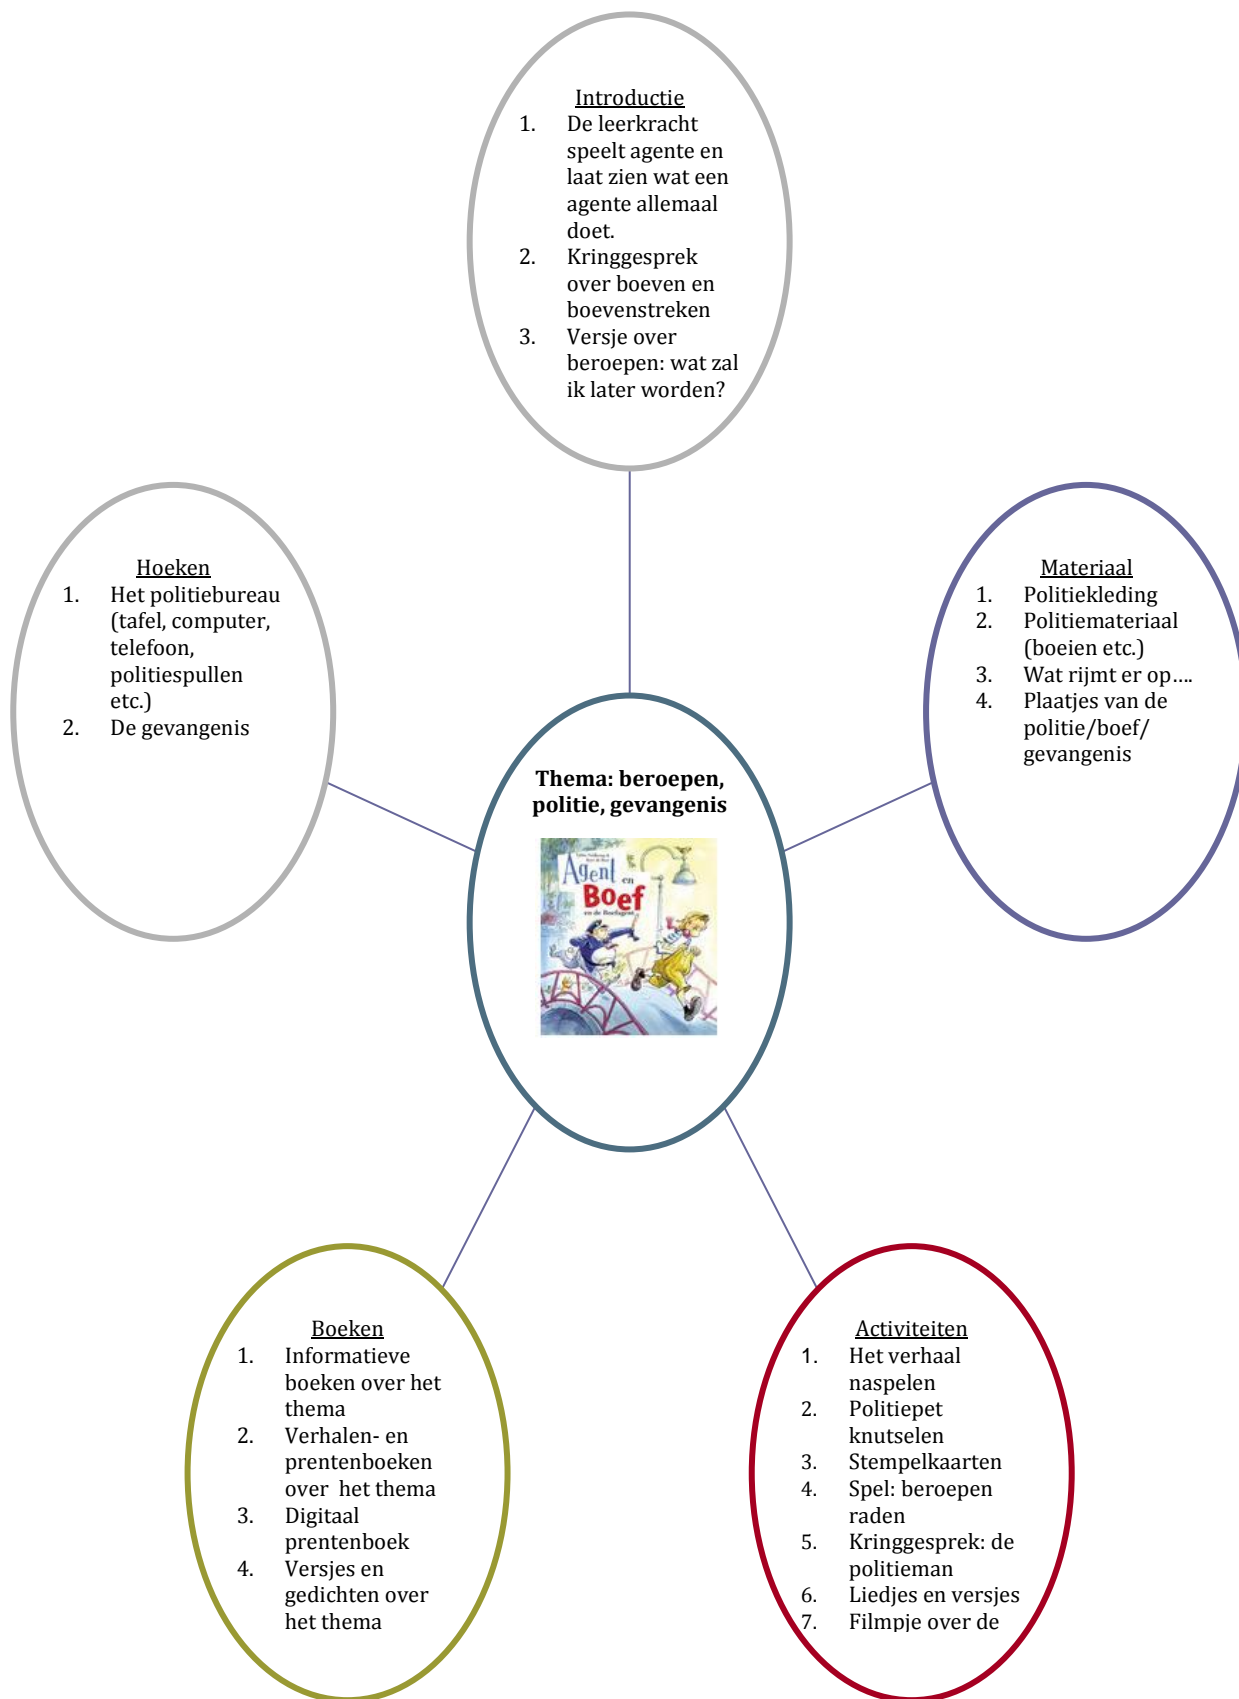 Introductie
1. De leerkracht
speelt agente en
laat zien wat een
agente allemaal
doet.
2. Kringgesprek
over boeven en
boevenstreken
3. Versje over
beroepen: wat zal
ik later worden?
Hoeken
1. Het politiebureau
(tafel, computer,
telefoon,
politiespullen
etc.)
2. De gevangenis
Materiaal
1. Politiekleding
2. Politiemateriaal
(boeien etc.)
3. Wat rijmt er op....
4. Plaatjes van de
politie/boef/
gevangenis
Thema: beroepen,
politie, gevangenis
Agent en
Boef
en de Boefagent
Boeken
1. Informatieve
boeken over het
thema
2. Verhalen- en
prentenboeken
over het thema
3. Digitaal
prentenboek
4. Versjes en
gedichten over
het thema
Activiteiten
1. Het verhaal
naspelen
2. Politiepet
knutselen
3. Stempelkaarten
4. Spel: beroepen
raden
5. Kringgesprek: de
politieman
6. Liedjes en versjes
7. Filmpje over de